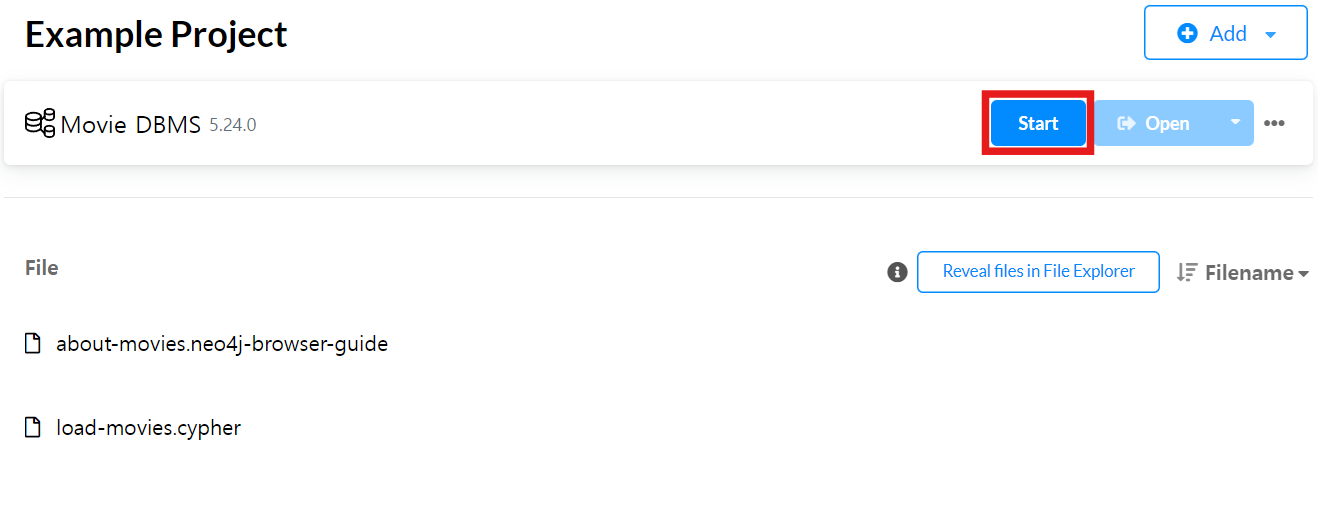 Example Project
Add
Movie DBMS 5.24.0
Start
Open
File
Reveal files in File Explorer
Filename
about-movies.neo4j-browser-guide
load-movies.cypher